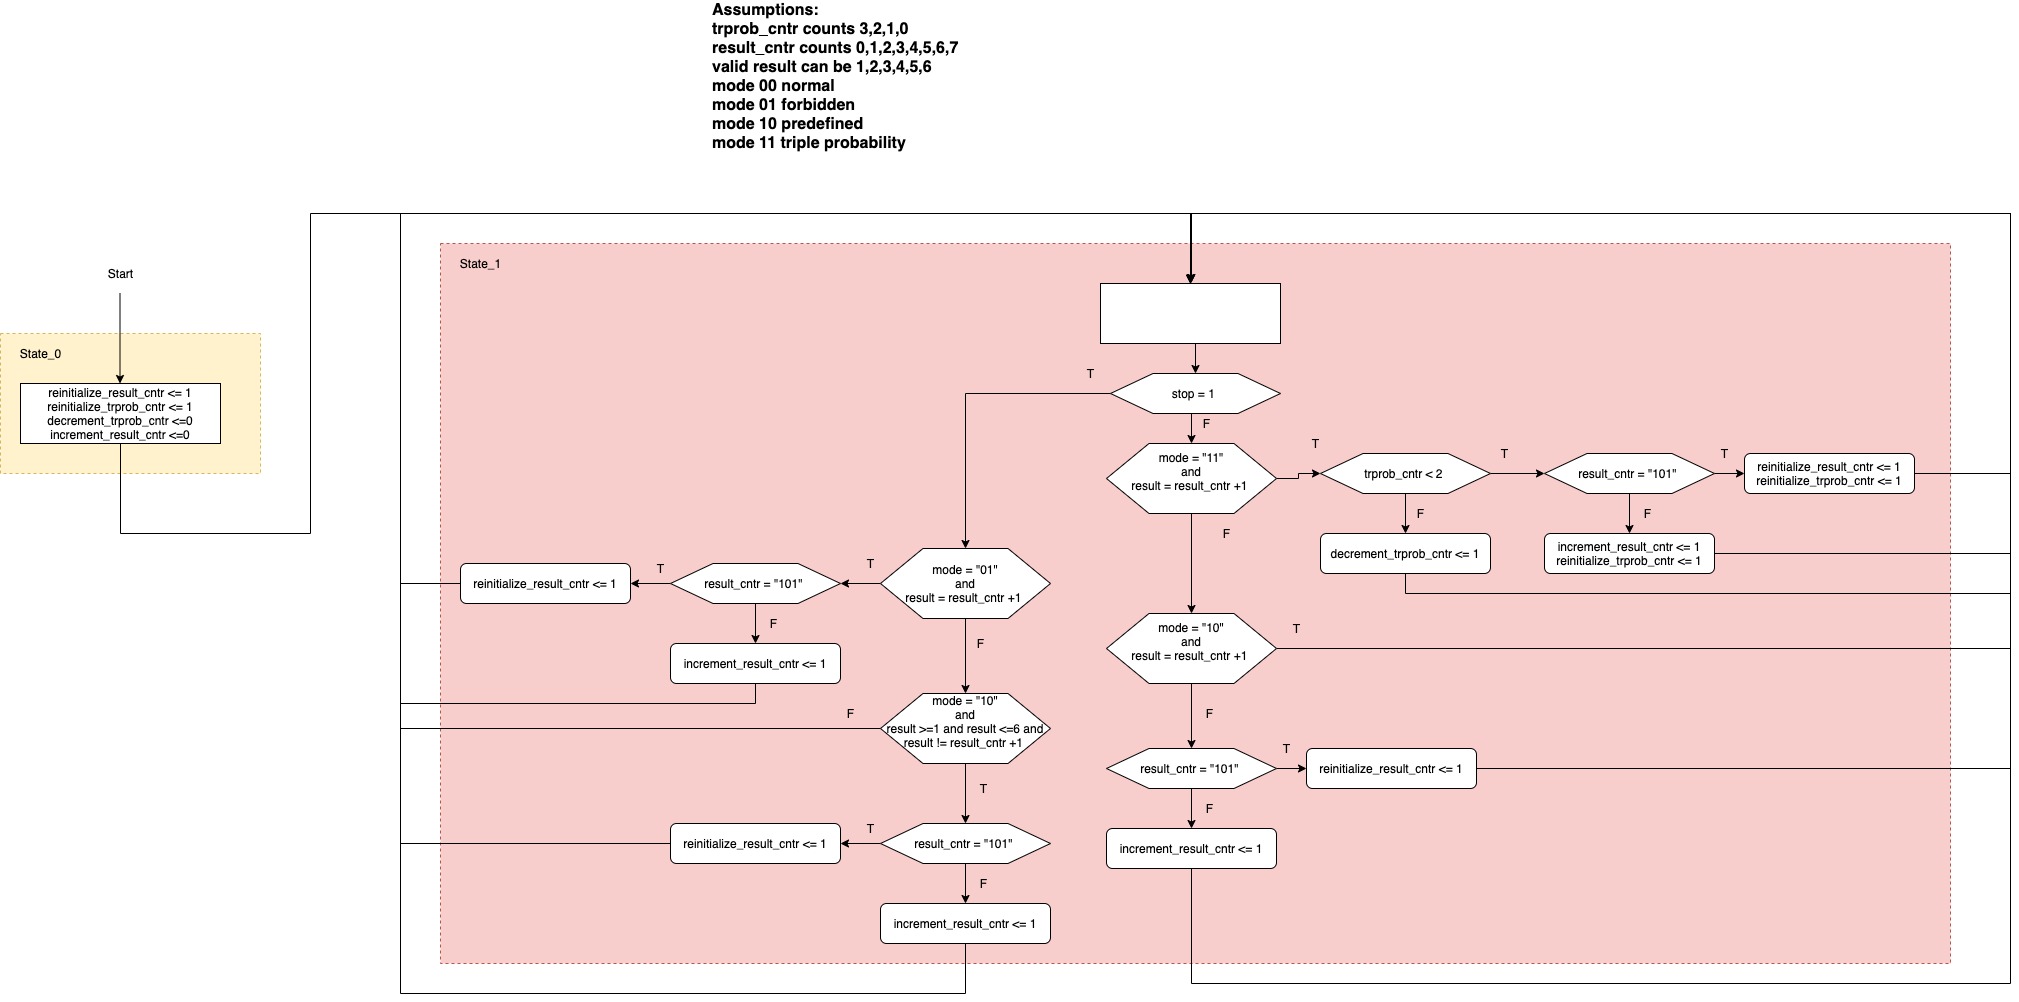 Assumptions:
trprob_cntr counts 3,2,1,0
result_cntr counts 0,1,2,3,4,5,6,7
valid result can be 1,2,3,4,5,6
mode 00 normal
mode 01 forbidden
mode 10 predefined
mode 11 triple probability
Start
State_0
reinitialize_result_cntr <= 1
reinitialize_trprob_cntr <= 1
decrement_trprob_cntr <=0
increment_result_cntr <=0
State_1
T
stop = 1
F
mode = "11"
and
result = result_cntr +1
T
trprob_cntr < 2
T
result_cntr = "101"
T
reinitialize_result_cntr <= 1
reinitialize_trprob_cntr <= 1
F
decrement_trprob_cntr <= 1
F
increment_result_cntr <= 1
reinitialize_trprob_cntr <= 1
F
mode = "10"
and
result = result_cntr +1
T
F
result_cntr = "101"
T
reinitialize_result_cntr <= 1
F
increment_result_cntr <= 1
mode = "01"
and
result = result_cntr +1
T
result_cntr = "101"
T
reinitialize_result_cntr <= 1
F
increment_result_cntr <= 1
F
mode = "10"
and
result >=1 and result <=6 and
result != result_cntr +1
F
T
result_cntr = "101"
T
reinitialize_result_cntr <= 1
F
increment_result_cntr <= 1